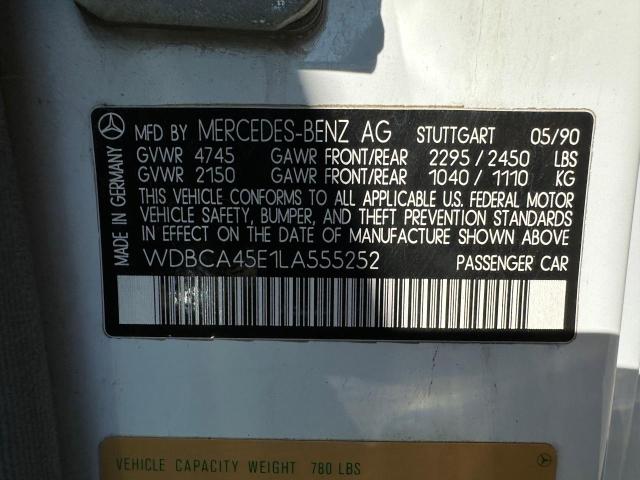 MADE IN GERMANY
MFD BY MERCEDES-BENZ AG STUTTGART 05/90
GVWR 4745 GAWR FRONT/REAR 2295 / 2450 LBS
GVWR 2150 GAWR FRONT/REAR 1040 / 1110 KG
THIS VEHICLE CONFORMS TO ALL APPLICABLE U.S. FEDERAL MOTOR
VEHICLE SAFETY, BUMPER, AND THEFT PREVENTION STANDARDS
IN EFFECT ON THE DATE OF MANUFACTURE SHOWN ABOVE
WDBCA45E1LA555252 PASSENGER CAR
VEHICLE CAPACITY WEIGHT 780 LBS